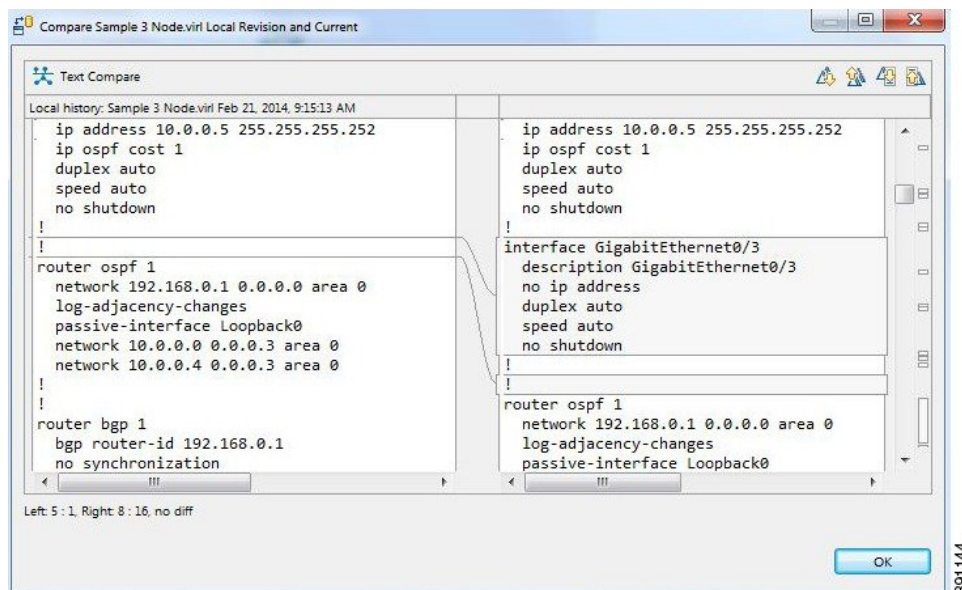 Compare Sample 3 Node.virl Local Revision and Current
Text Compare
Local history: Sample 3 Node.virl Feb 21, 2014, 9:15:13 AM
ip address 10.0.0.5 255.255.255.252
ip ospf cost 1
duplex auto
speed auto
no shutdown
!
!
router ospf 1
network 192.168.0.1 0.0.0.0 area 0
log-adjacency-changes
passive-interface Loopback0
network 10.0.0.0 0.0.0.3 area 0
network 10.0.0.4 0.0.0.3 area 0
!
!
router bgp 1
bgp router-id 192.168.0.1
no synchronization
ip address 10.0.0.5 255.255.255.252
ip ospf cost 1
duplex auto
speed auto
no shutdown
!
interface GigabitEthernet0/3
description GigabitEthernet0/3
no ip address
duplex auto
speed auto
no shutdown
!
!
router ospf 1
network 192.168.0.1 0.0.0.0 area 0
log-adjacency-changes
passive-interface Loopback0
Left: 5 : 1, Right: 8 : 16, no diff
OK
391144